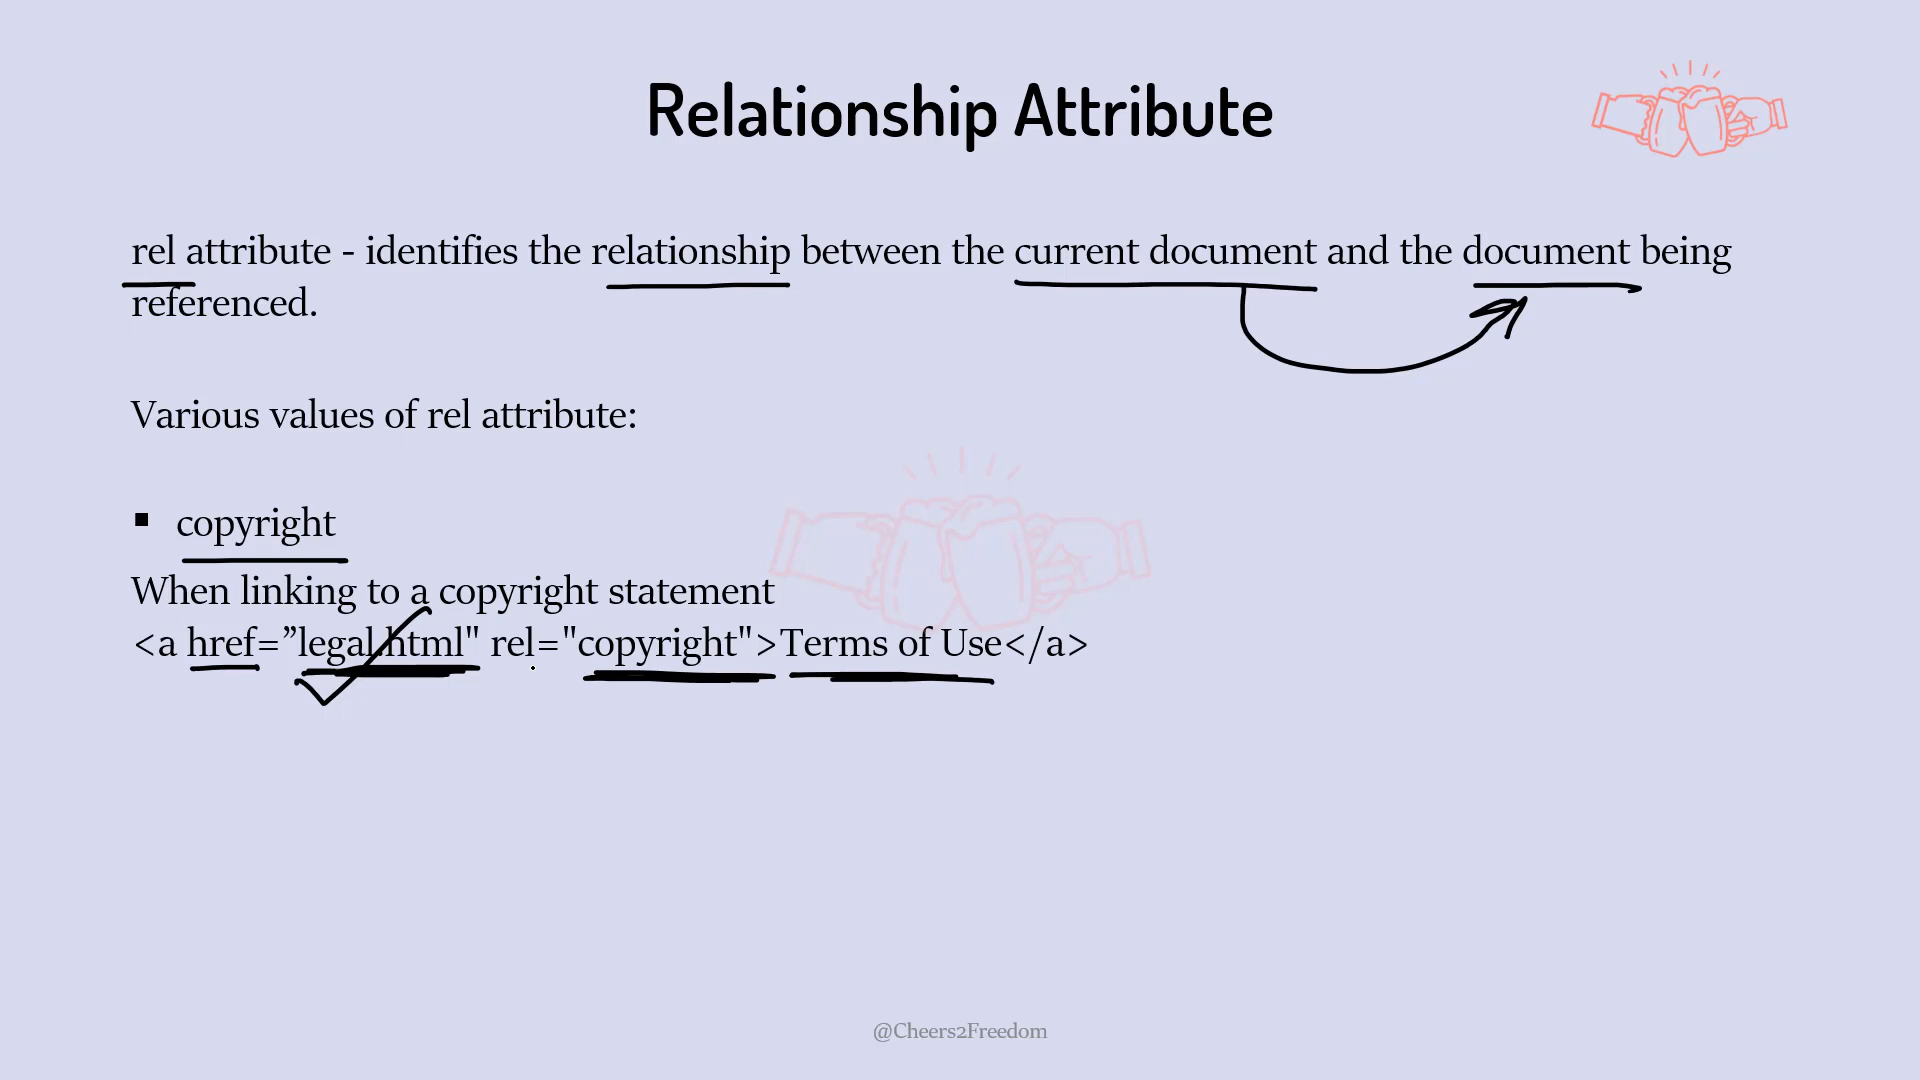 Relationship Attribute
rel attribute - identifies the relationship between the current document and the document being
referenced.
Various values of rel attribute:
▪ copyright
When linking to a copyright statement
<a href=”legal.html" rel="copyright">Terms of Use</a>
@Cheers2Freedom